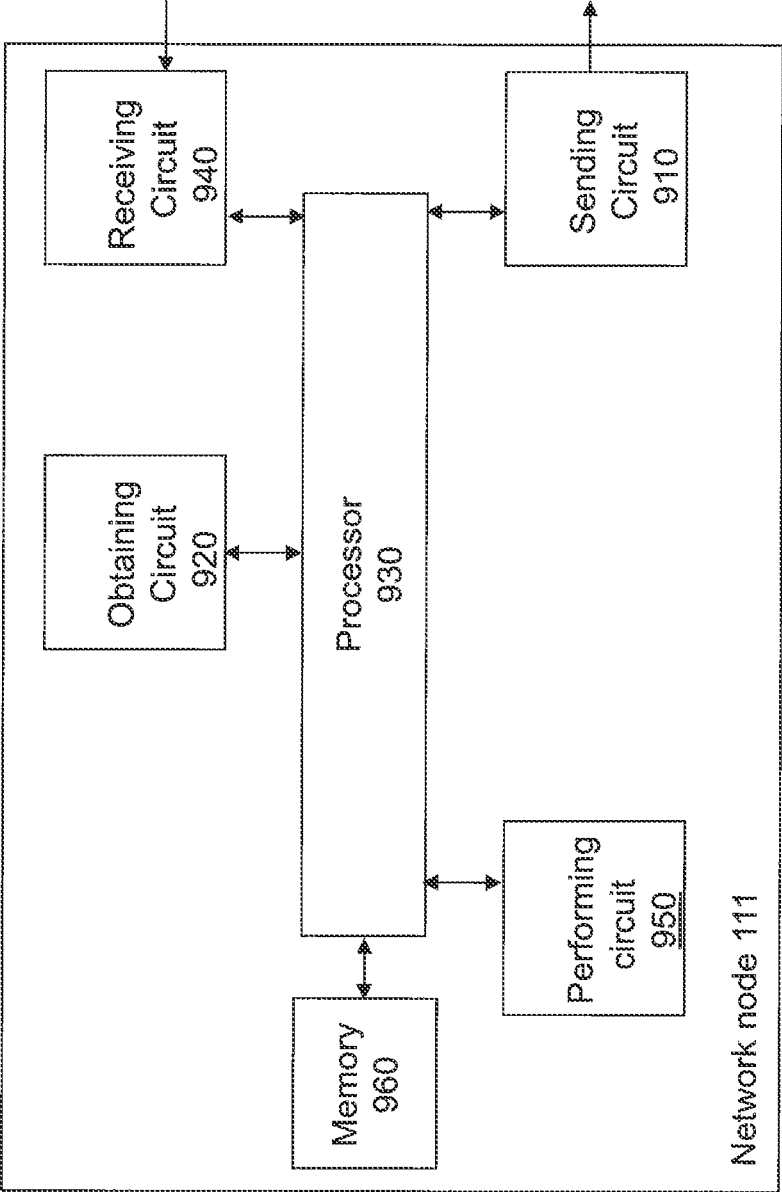 Obtaining
Circuit
920
Receiving
Circuit
940
Memory
960
Processor
930
Performing
circuit
950
Sending
Circuit
910
Network node 111